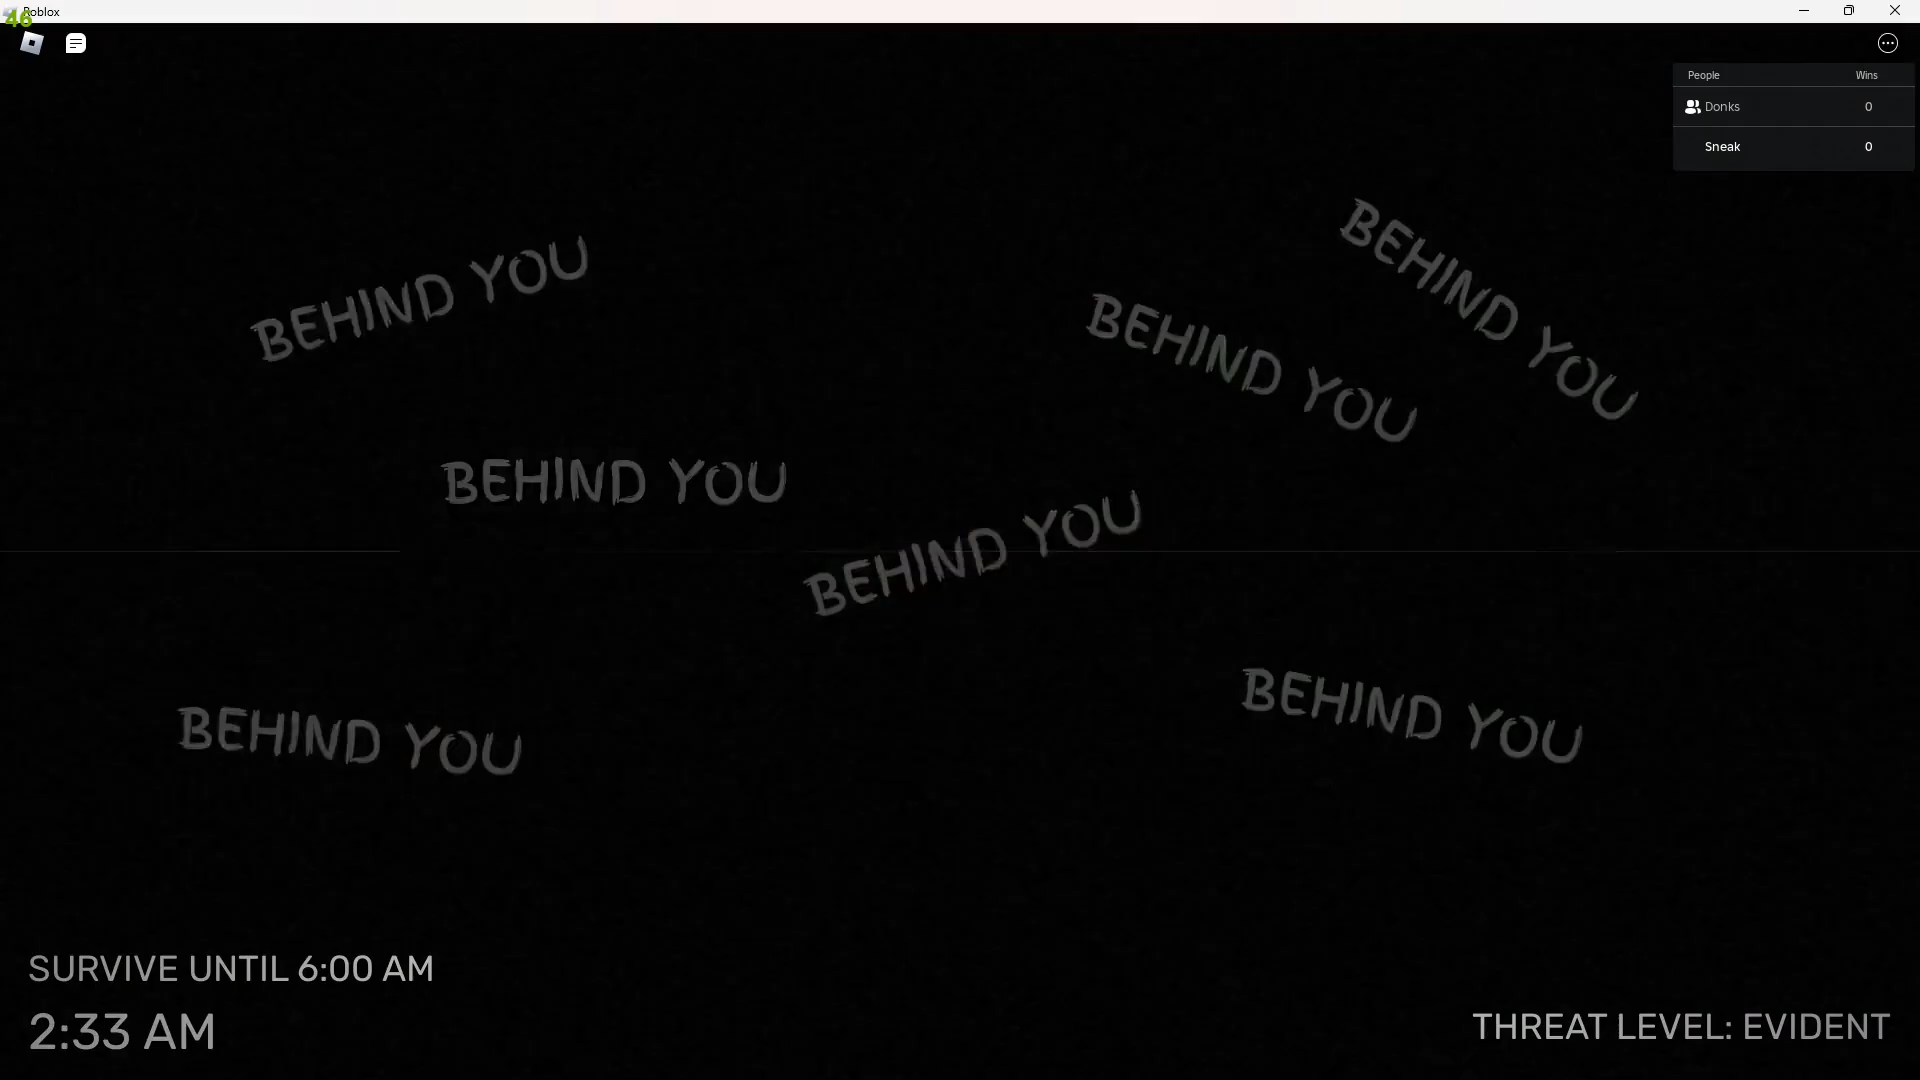 46
Roblox
People Wins
Donks 0
Sneak 0
BEHIND YOU
BEHIND YOU
BEHIND YOU
BEHIND YOU
BEHIND YOU
BEHIND YOU
BEHIND YOU
SURVIVE UNTIL 6:00 AM
2:33 AM
THREAT LEVEL: EVIDENT